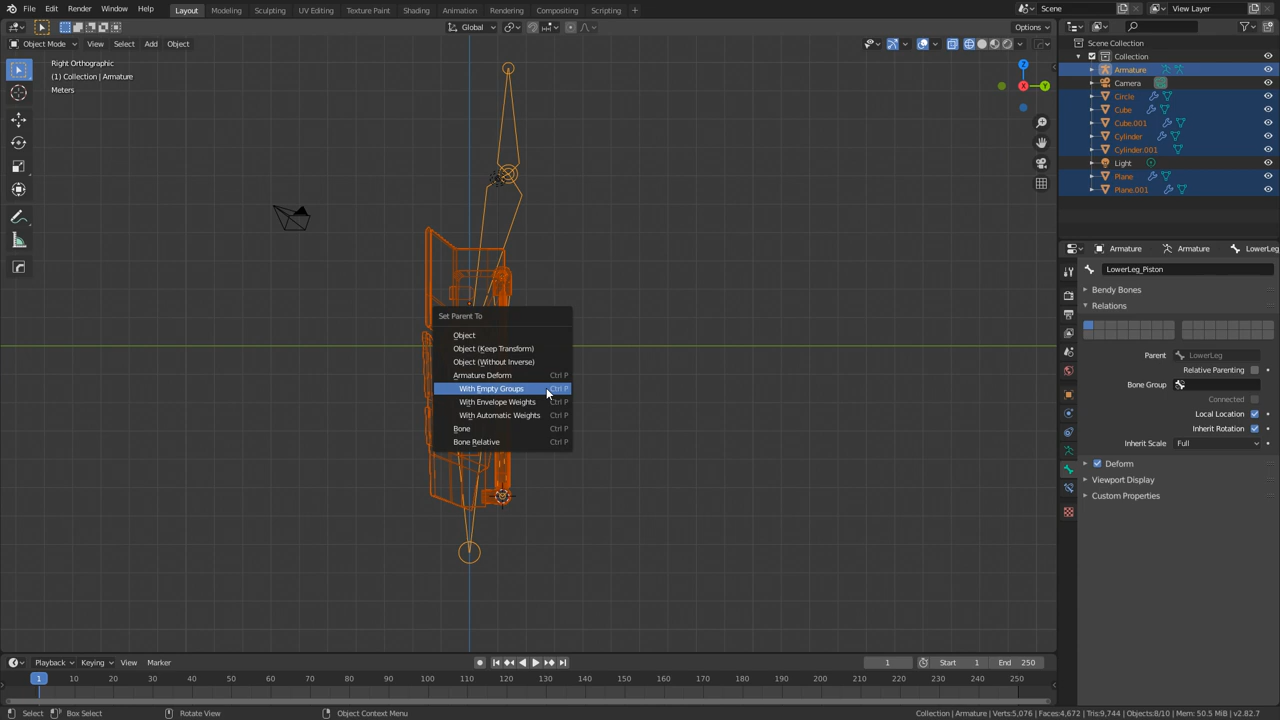 File Edit Render Window Help
Layout Modeling Sculpting UV Editing Texture Paint Shading Animation Rendering Compositing Scripting +
Scene
View Layer
Global
Options
Object Mode View Select Add Object
Right Orthographic
(1) Collection | Armature
Meters
Z
X
Y
Set Parent To
Object
Object (Keep Transform)
Object (Without Inverse)
Armature Deform Ctrl P
With Empty Groups Ctrl P
With Envelope Weights Ctrl P
With Automatic Weights Ctrl P
Bone Ctrl P
Bone Relative Ctrl P
Scene Collection
Collection
Armature
Camera
Circle
Cube
Cube.001
Cylinder
Cylinder.001
Light
Plane
Plane.001
Armature Armature LowerLeg
LowerLeg_Piston
Bendy Bones
Relations
Parent LowerLeg
Relative Parenting
Bone Group
Connected
Local Location
Inherit Rotation
Inherit Scale Full
Deform
Viewport Display
Custom Properties
Playback Keying View Marker
1 Start 1 End 250
1 10 20 30 40 50 60 70 80 90 100 110 120 130 140 150 160 170 180 190 200 210 220 230 240 250
Select Box Select Rotate View Object Context Menu
Collection | Armature | Verts:5,076 | Faces:4,672 | Tris:9,744 | Objects:8/10 | Mem: 50.5 MiB | v2.82.7